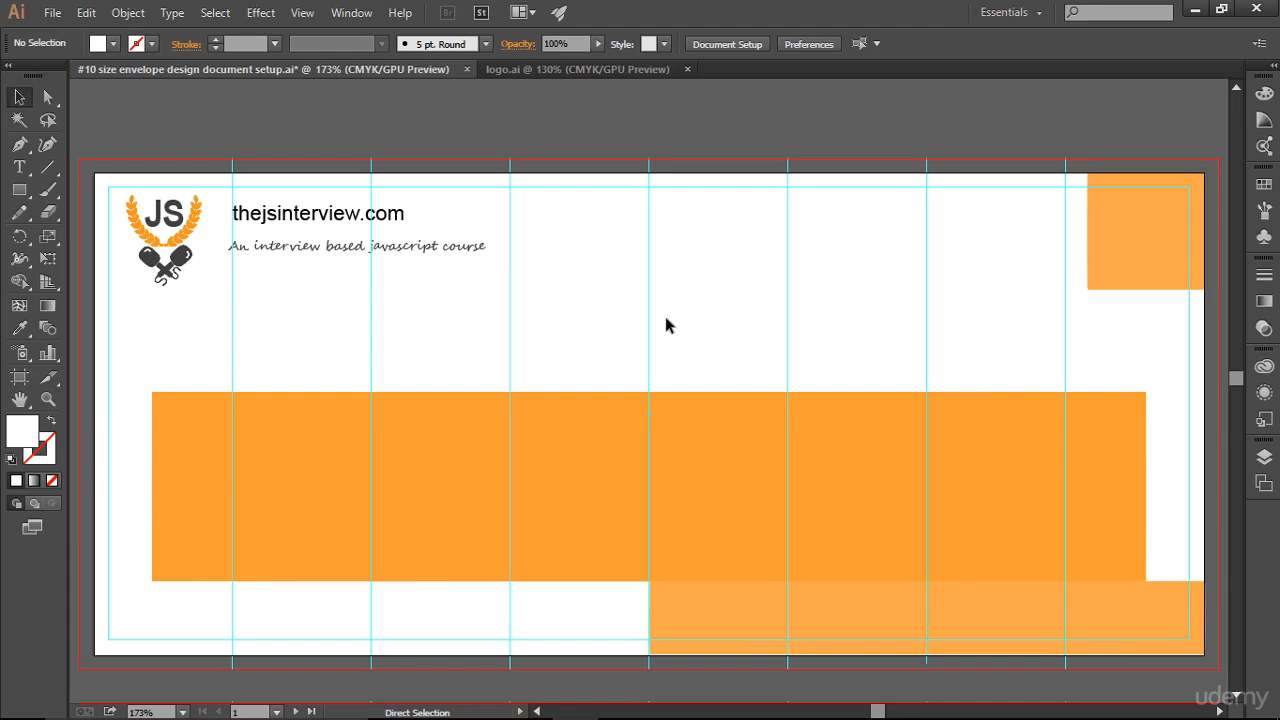 Ai File Edit Object Type Select Effect View Window Help Br St Essentials
No Selection Stroke: 5 pt. Round Opacity: 100% Style: Document Setup Preferences
#10 size envelope design document setup.ai* @ 173% (CMYK/GPU Preview) × logo.ai @ 130% (CMYK/GPU Preview) ×
JS thejsinterview.com
An interview based javascript course
173% 1 Direct Selection
udemy